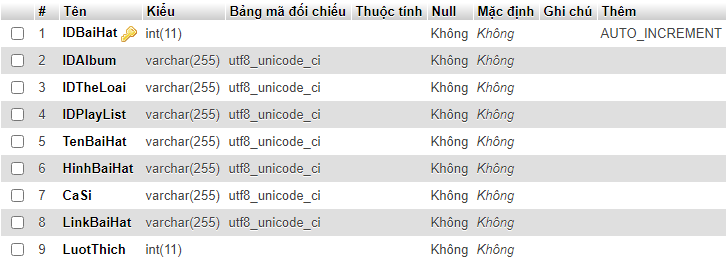 # Tên Kiểu Bảng mã đối chiếu Thuộc tính Null Mặc định Ghi chú Thêm
1 IDBaiHat int(11) Không Không AUTO_INCREMENT
2 IDAlbum varchar(255) utf8_unicode_ci Không Không
3 IDTheLoai varchar(255) utf8_unicode_ci Không Không
4 IDPlayList varchar(255) utf8_unicode_ci Không Không
5 TenBaiHat varchar(255) utf8_unicode_ci Không Không
6 HinhBaiHat varchar(255) utf8_unicode_ci Không Không
7 CaSi varchar(255) utf8_unicode_ci Không Không
8 LinkBaiHat varchar(255) utf8_unicode_ci Không Không
9 LuotThich int(11) Không Không